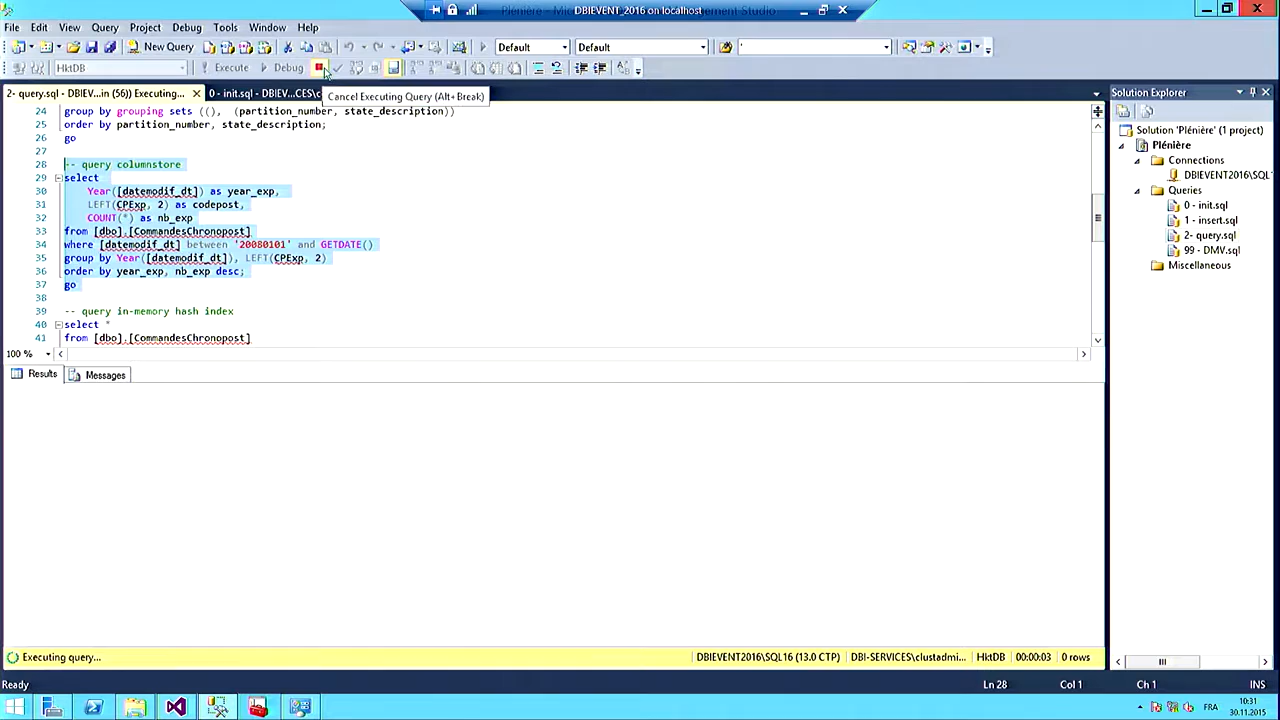 DBIEVENT_2016 on localhost
File Edit View Query Project Debug Tools Window Help
New Query Default Default '
HktDB Execute Debug
2- query.sql - DBIEV...in (56)) Executing... 0 - init.sql - DBIEV...CES\c
Cancel Executing Query (Alt+Break)
Solution Explorer
24 group by grouping sets ((), (partition_number, state_description))
25 order by partition_number, state_description;
26 go
27
28 -- query columnstore
29 select
30 Year([datemodif_dt]) as year_exp,
31 LEFT(CPExp, 2) as codepost,
32 COUNT(*) as nb_exp
33 from [dbo].[CommandesChronopost]
34 where [datemodif_dt] between '20080101' and GETDATE()
35 group by Year([datemodif_dt]), LEFT(CPExp, 2)
36 order by year_exp, nb_exp desc;
37 go
38
39 -- query in-memory hash index
40 select *
41 from [dbo].[CommandesChronopost]
100 %
Results Messages
Solution 'Plénière' (1 project)
Plénière
Connections
DBIEVENT2016\SQL1
Queries
0 - init.sql
1 - insert.sql
2- query.sql
99 - DMV.sql
Miscellaneous
Executing query... DBIEVENT2016\SQL16 (13.0 CTP) DBI-SERVICES\clustadmi... HktDB 00:00:03 0 rows
Ready Ln 28 Col 1 Ch 1 INS
FRA 10:31
30.11.2015